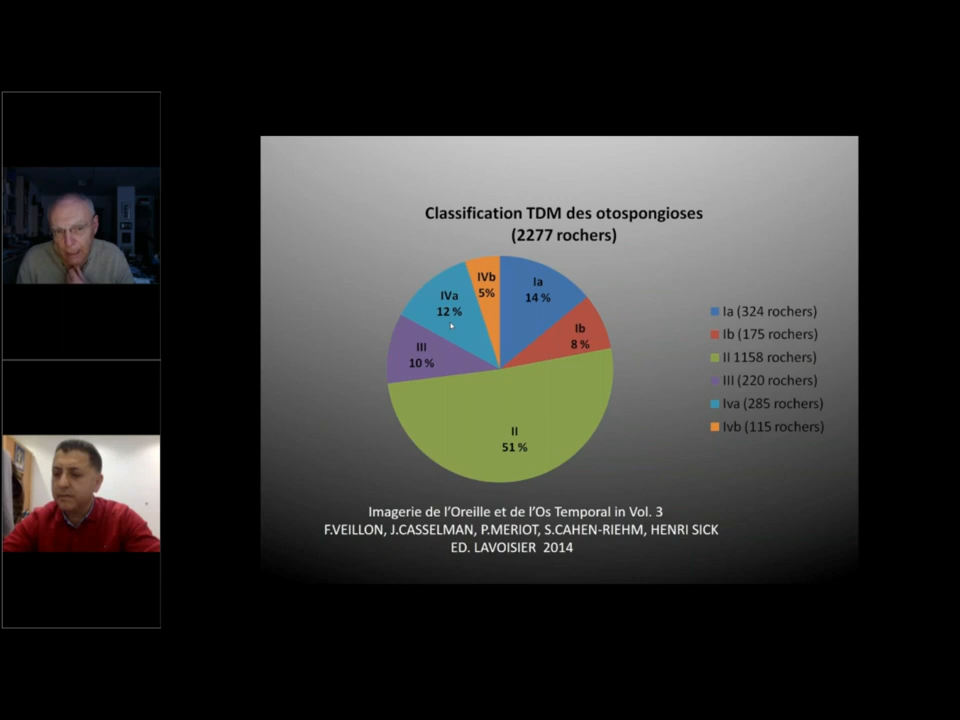 Classification TDM des otospongioses
(2277 rochers)
IVb
5%
Ia
14 %
IVa
12 %
Ib
8 %
III
10 %
II
51 %
Ia (324 rochers)
Ib (175 rochers)
II 1158 rochers)
III (220 rochers)
Iva (285 rochers)
Ivb (115 rochers)
Imagerie de l’Oreille et de l’Os Temporal in Vol. 3
F.VEILLON, J.CASSELMAN, P.MERIOT, S.CAHEN-RIEHM, HENRI SICK
ED. LAVOISIER 2014